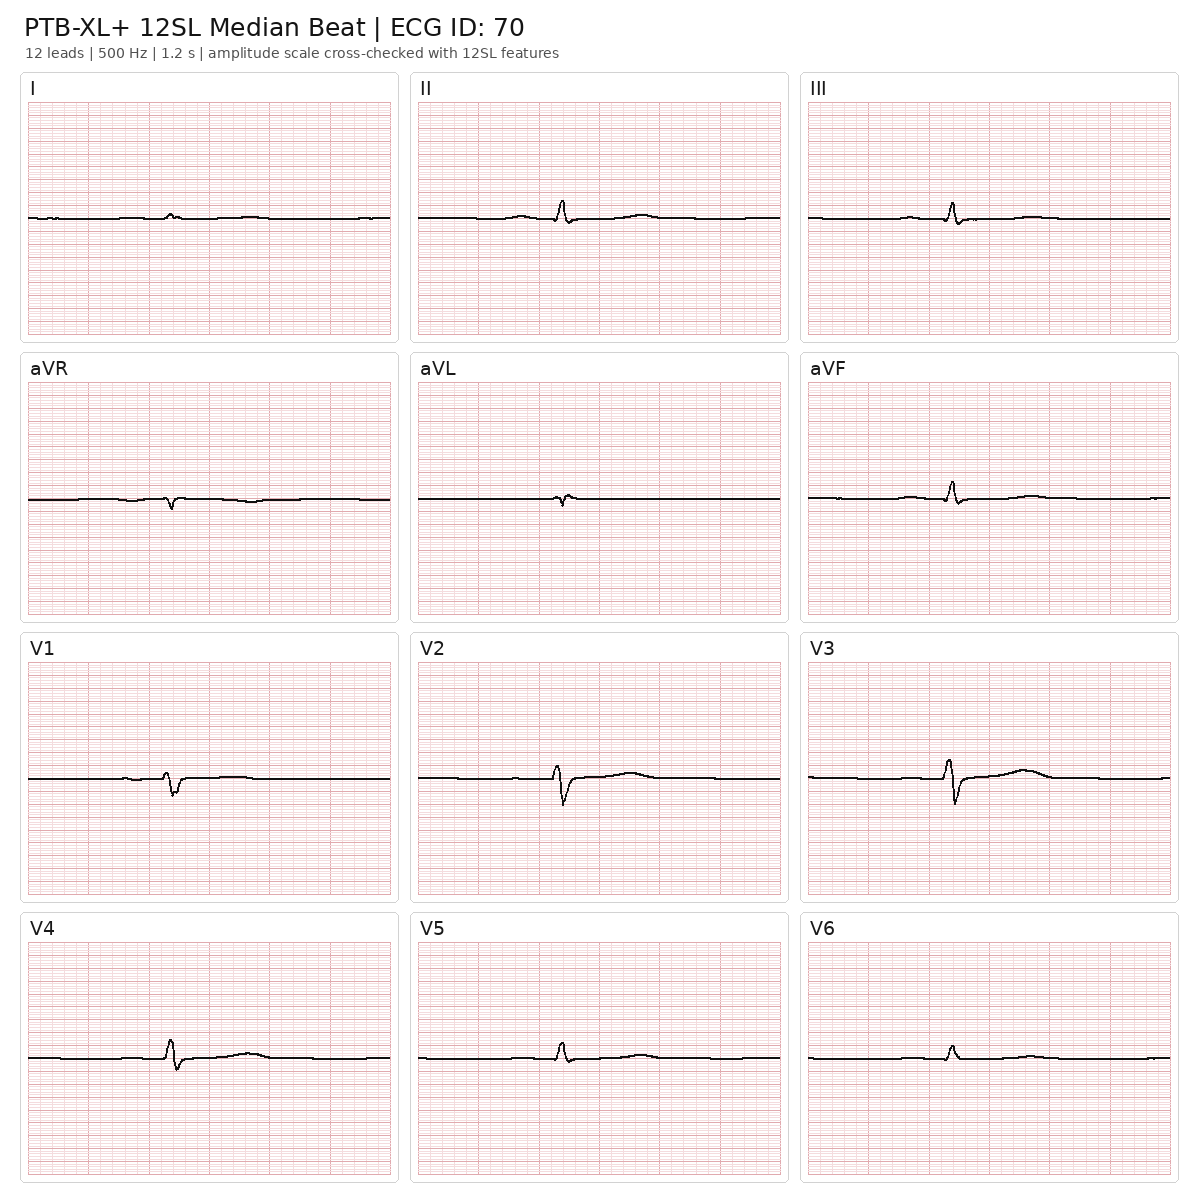 PTB-XL+ 12SL Median Beat | ECG ID: 70
12 leads | 500 Hz | 1.2 s | amplitude scale cross-checked with 12SL features
I
II
III
aVR
aVL
aVF
V1
V2
V3
V4
V5
V6